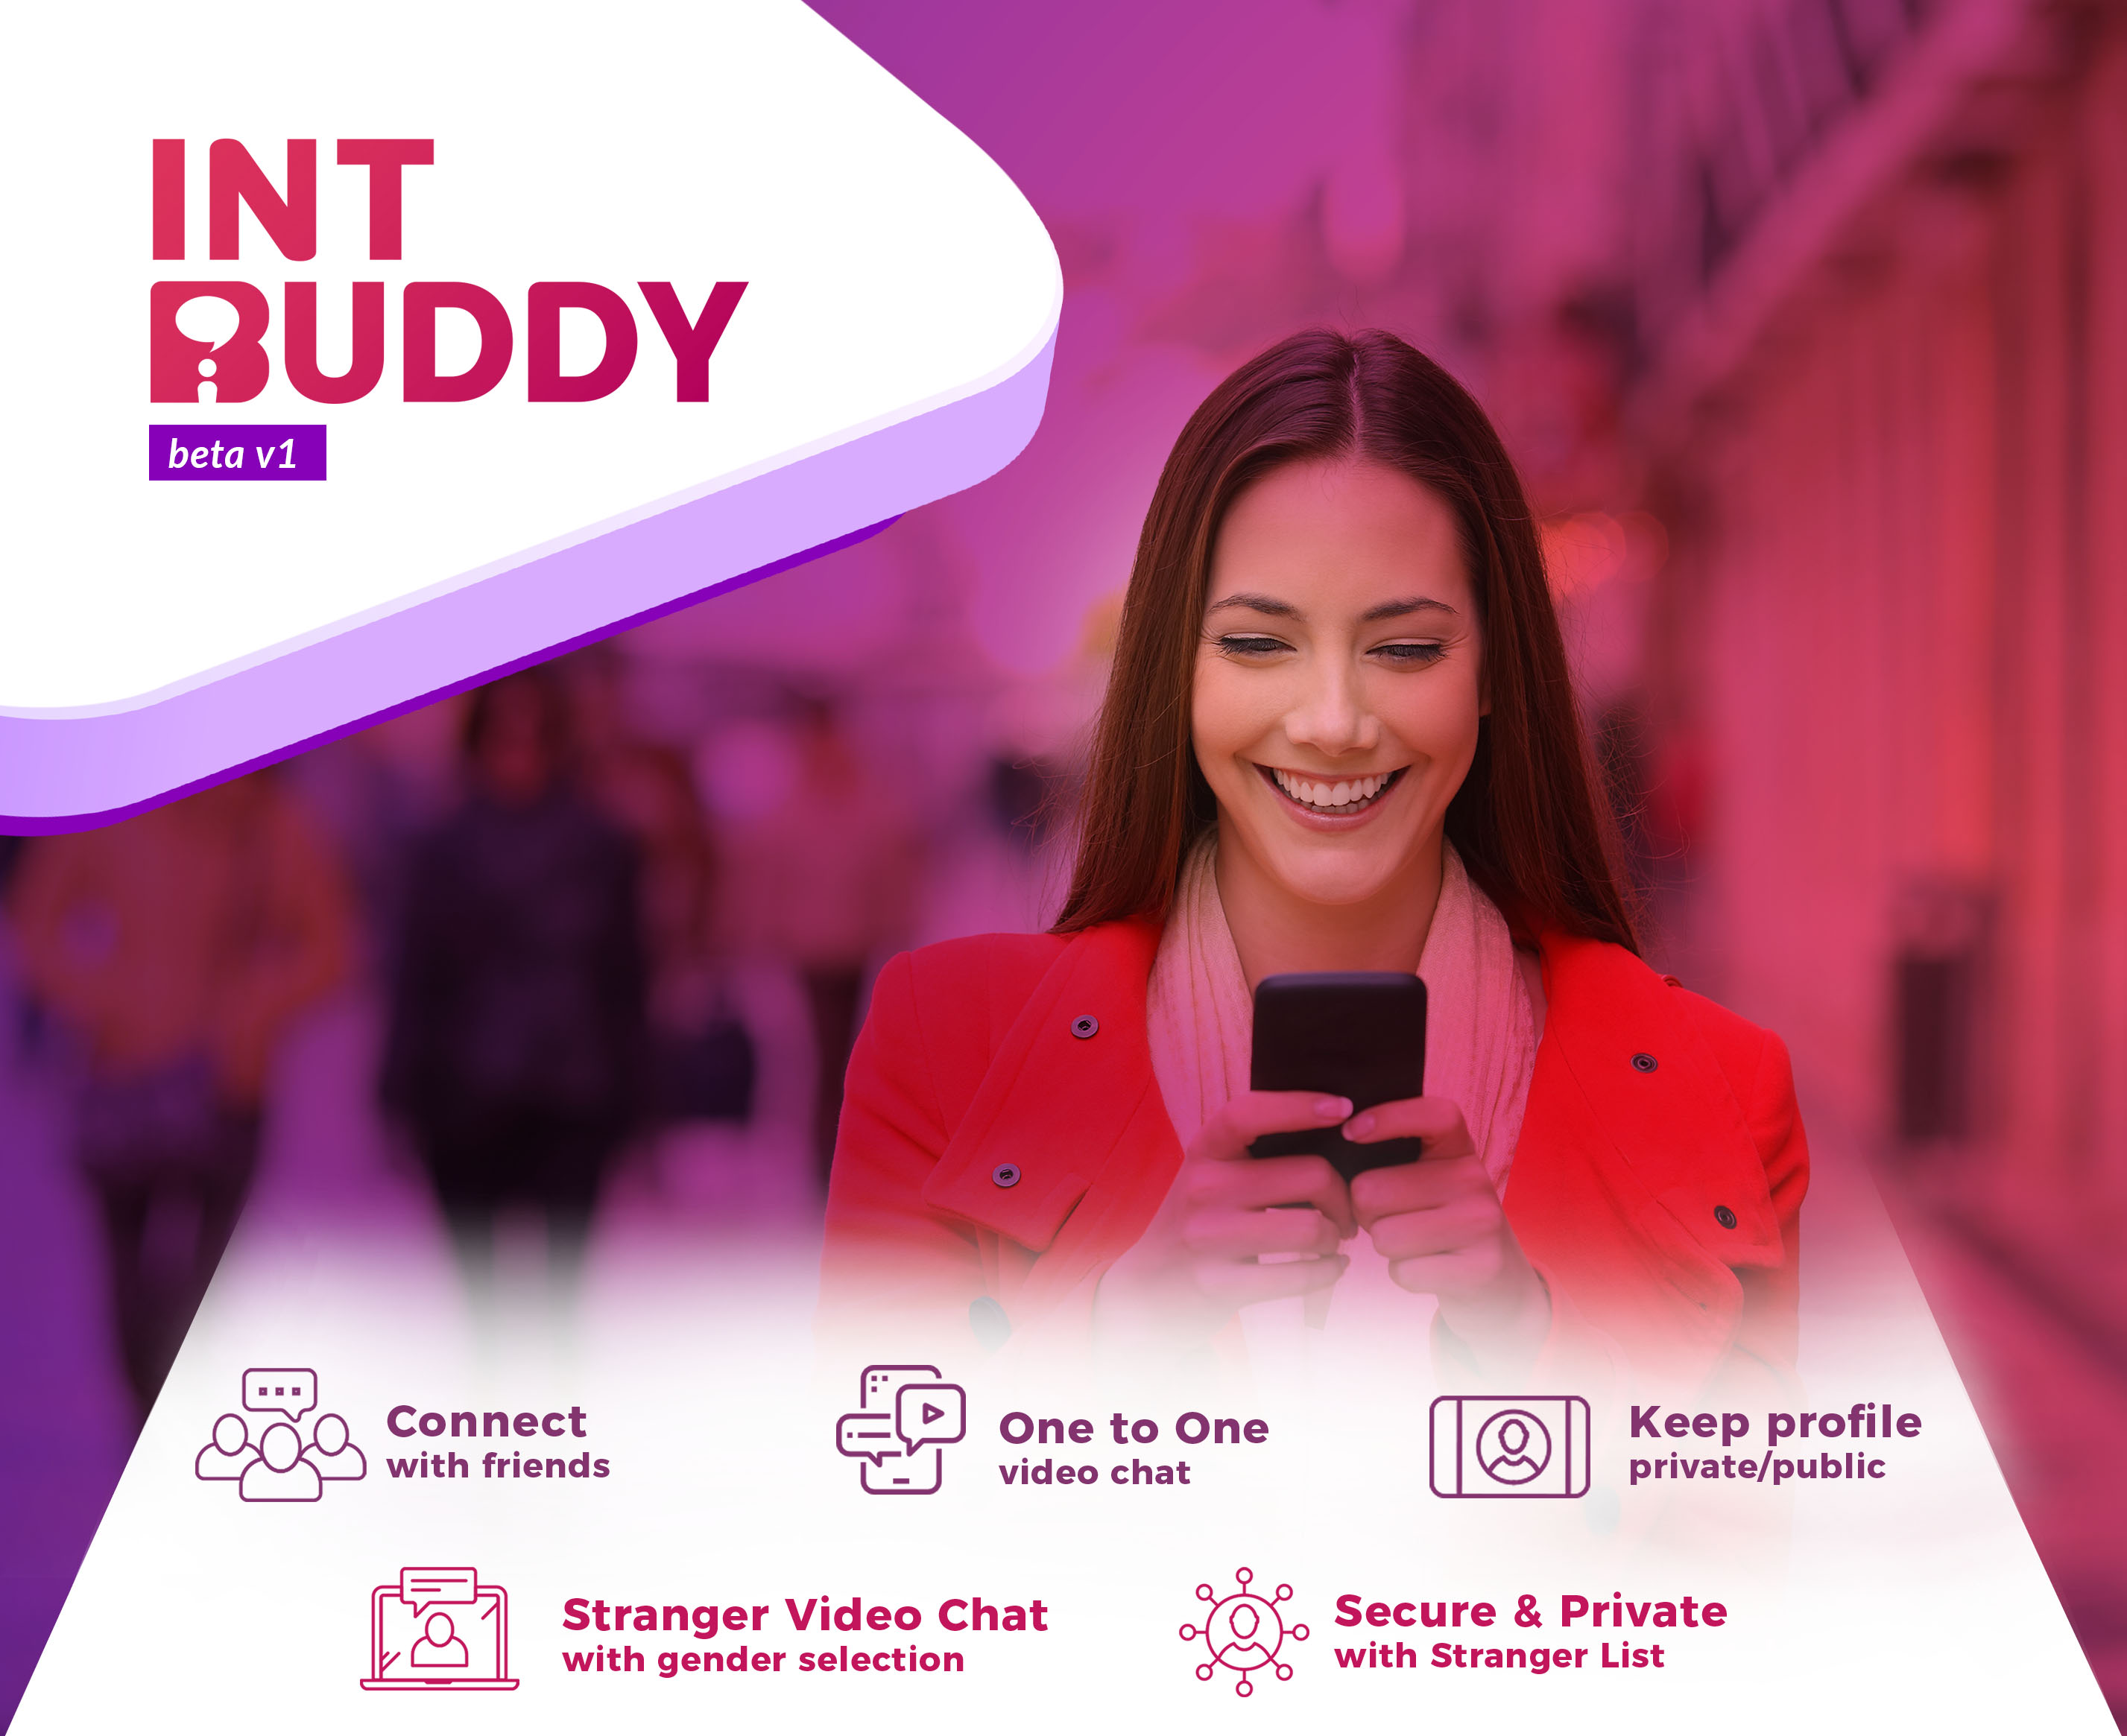 INT
BUDDY
beta v1
Connect
with friends
One to One
video chat
Keep profile
private/public
Stranger Video Chat
with gender selection
Secure & Private
with Stranger List